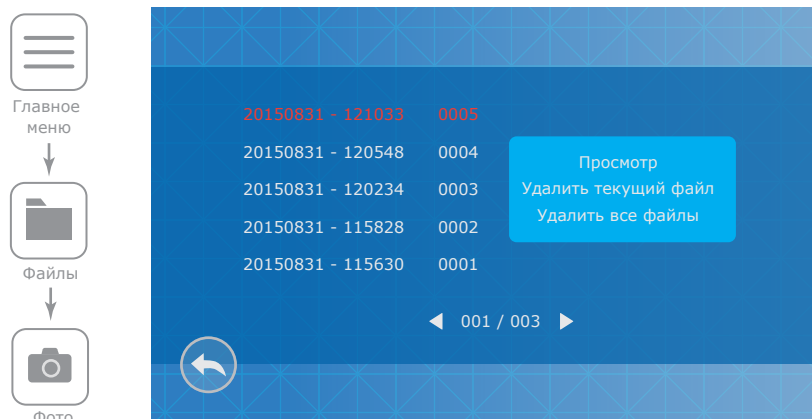 Главное
меню
Файлы
Фото
20150831 - 121033 0005
20150831 - 120548 0004
20150831 - 120234 0003
20150831 - 115828 0002
20150831 - 115630 0001
Просмотр
Удалить текущий файл
Удалить все файлы
001 / 003